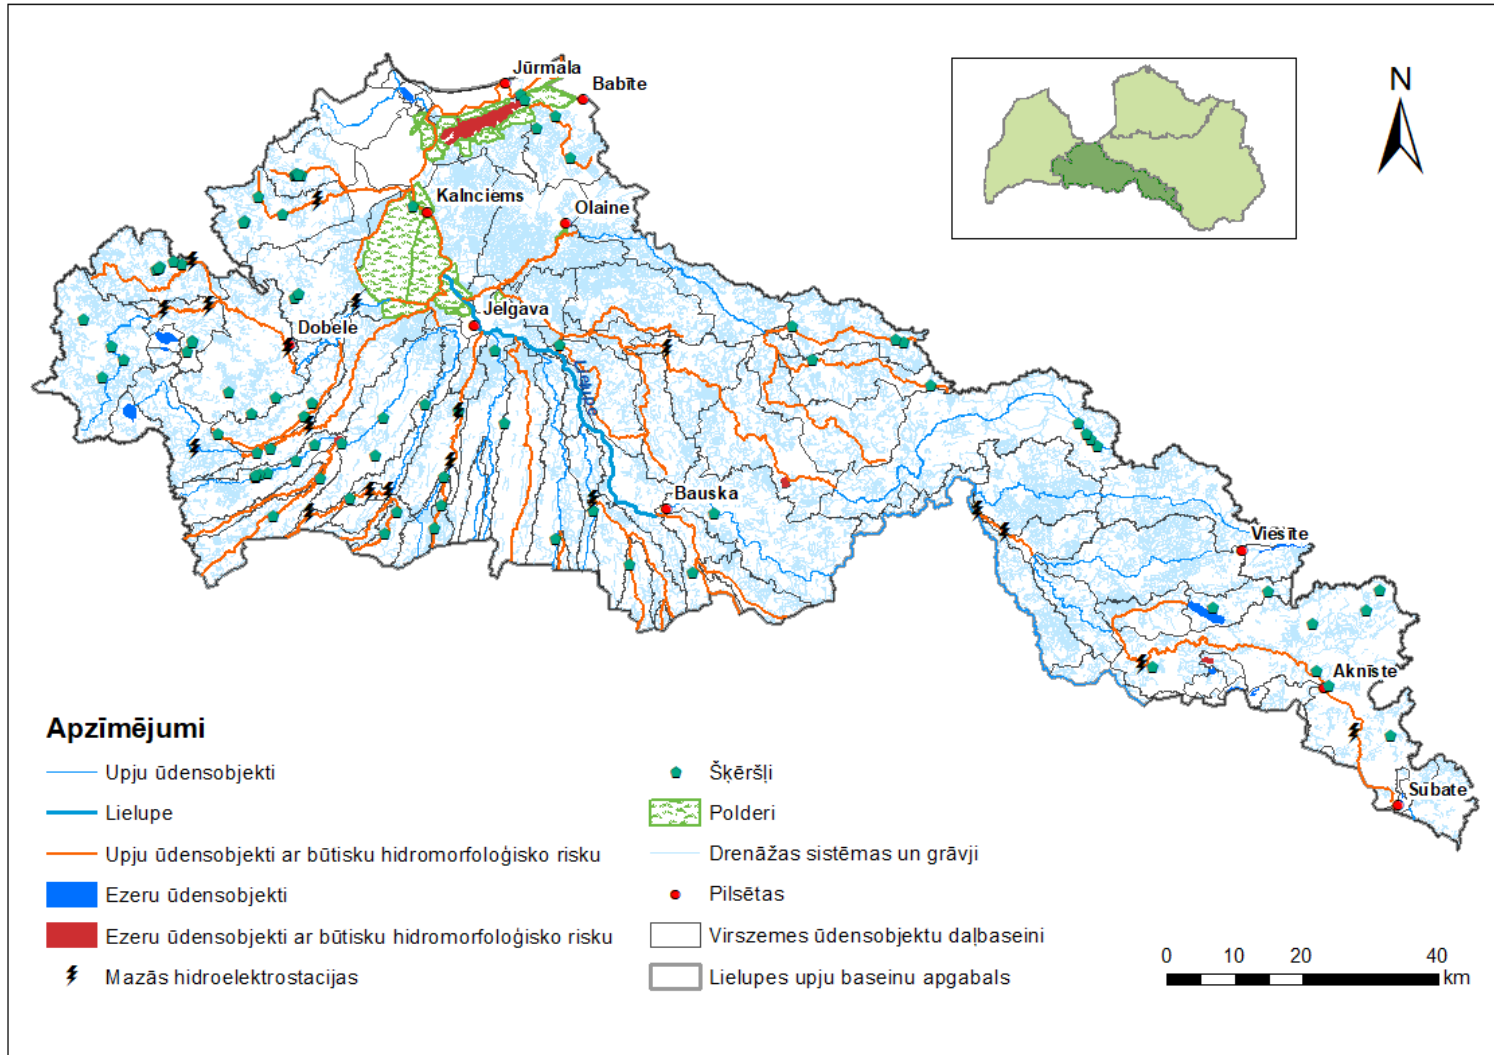 Jūrmala
Babīte
N
Kalnciems
Olaine
Jelgava
Dobele
Lielupe
Bauska
Viesīte
Aknīste
Subate
Apzīmējumi
Upju ūdensobjekti
Lielupe
Upju ūdensobjekti ar būtisku hidromorfoloģisko risku
Ezeru ūdensobjekti
Ezeru ūdensobjekti ar būtisku hidromorfoloģisko risku
Mazās hidroelektrostacijas
Šķēršļi
Polderi
Drenāžas sistēmas un grāvji
Pilsētas
Virszemes ūdensobjektu daļbaseini
Lielupes upju baseinu apgabals
0 10 20 40
km